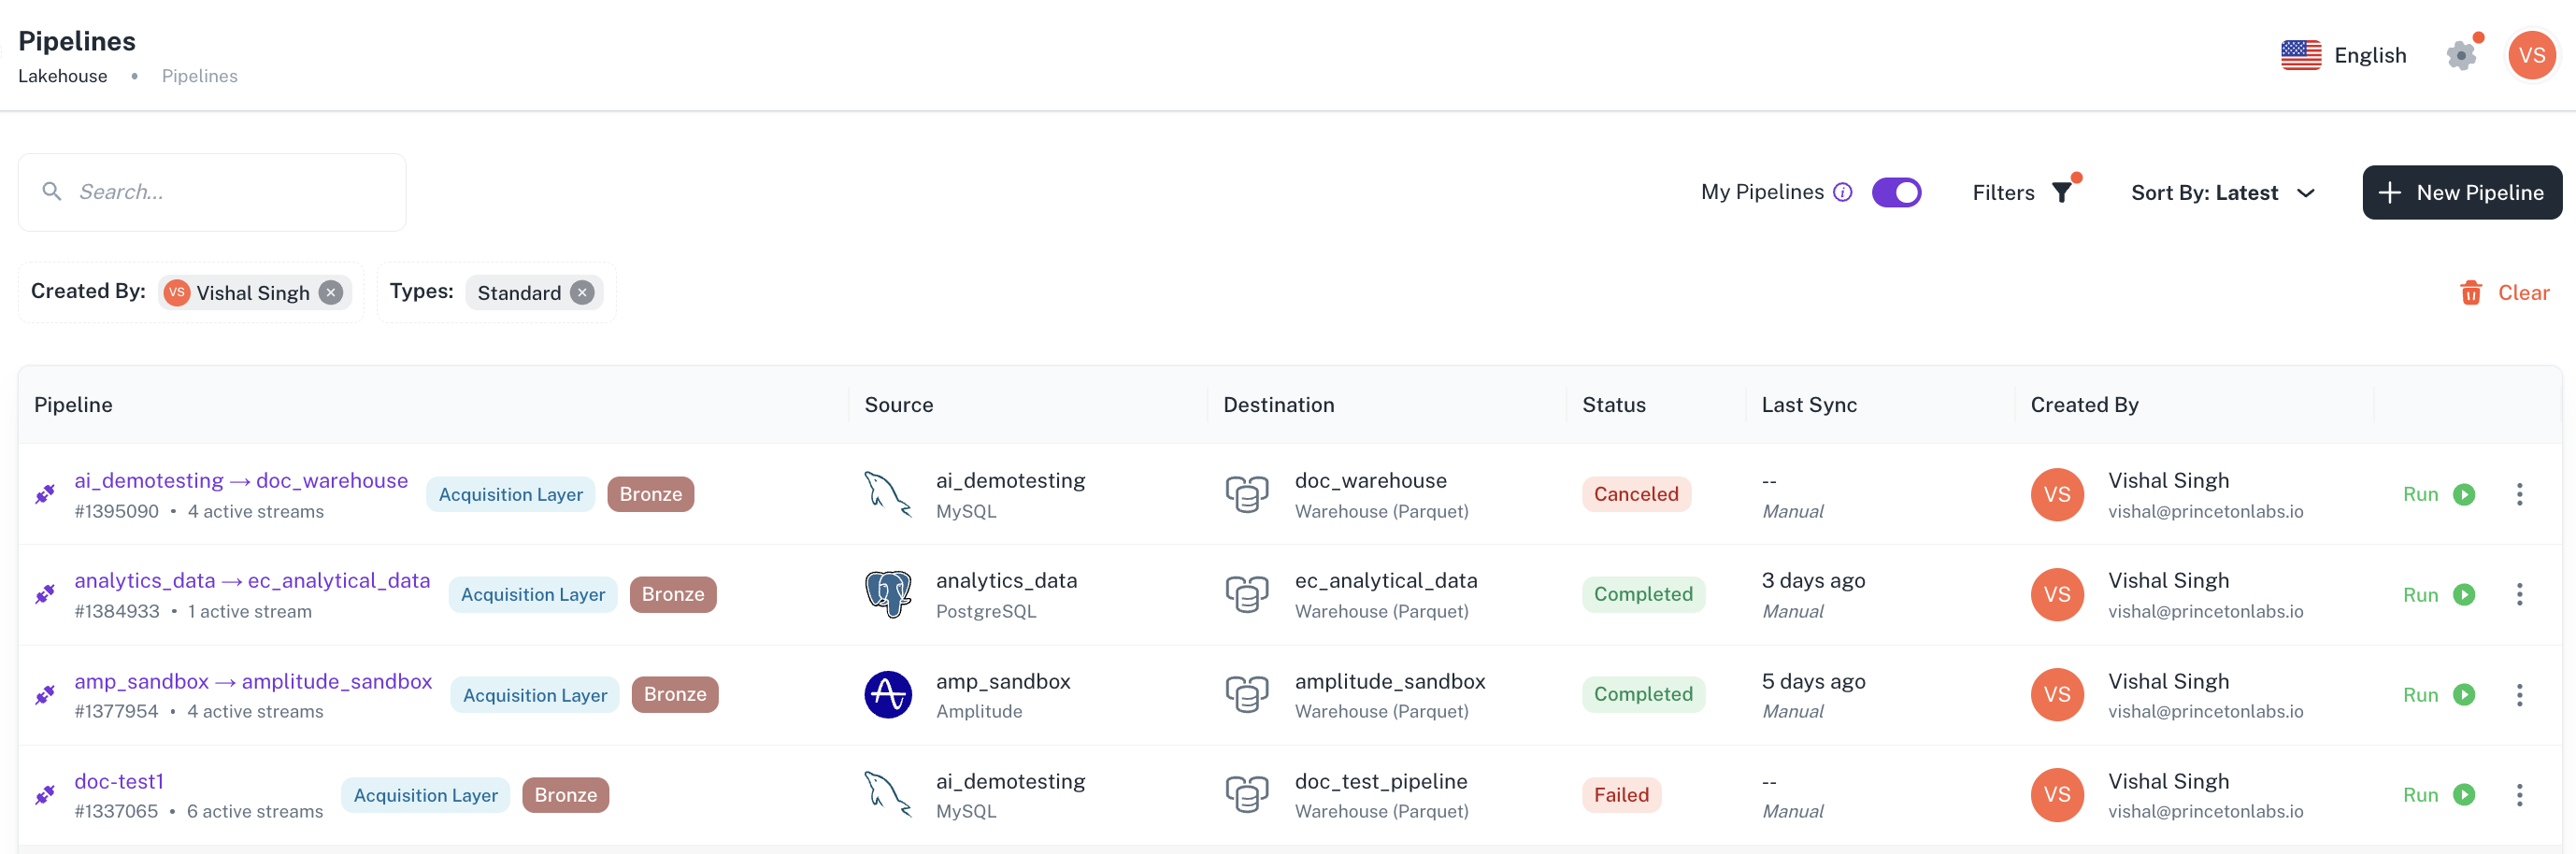 Pipelines
Lakehouse • Pipelines
English
VS
Search...
My Pipelines
Filters
Sort By: Latest
New Pipeline
Created By: VS Vishal Singh
Types: Standard
Clear
Pipeline Source Destination Status Last Sync Created By
ai_demotesting → doc_warehouse
#1395090 • 4 active streams
Acquisition Layer Bronze
ai_demotesting
MySQL
doc_warehouse
Warehouse (Parquet)
Canceled
--
Manual
VS
Vishal Singh
vishal@princetonlabs.io
Run
analytics_data → ec_analytical_data
#1384933 • 1 active stream
Acquisition Layer Bronze
analytics_data
PostgreSQL
ec_analytical_data
Warehouse (Parquet)
Completed
3 days ago
Manual
VS
Vishal Singh
vishal@princetonlabs.io
Run
amp_sandbox → amplitude_sandbox
#1377954 • 4 active streams
Acquisition Layer Bronze
amp_sandbox
Amplitude
amplitude_sandbox
Warehouse (Parquet)
Completed
5 days ago
Manual
VS
Vishal Singh
vishal@princetonlabs.io
Run
doc-test1
#1337065 • 6 active streams
Acquisition Layer Bronze
ai_demotesting
MySQL
doc_test_pipeline
Warehouse (Parquet)
Failed
--
Manual
VS
Vishal Singh
vishal@princetonlabs.io
Run